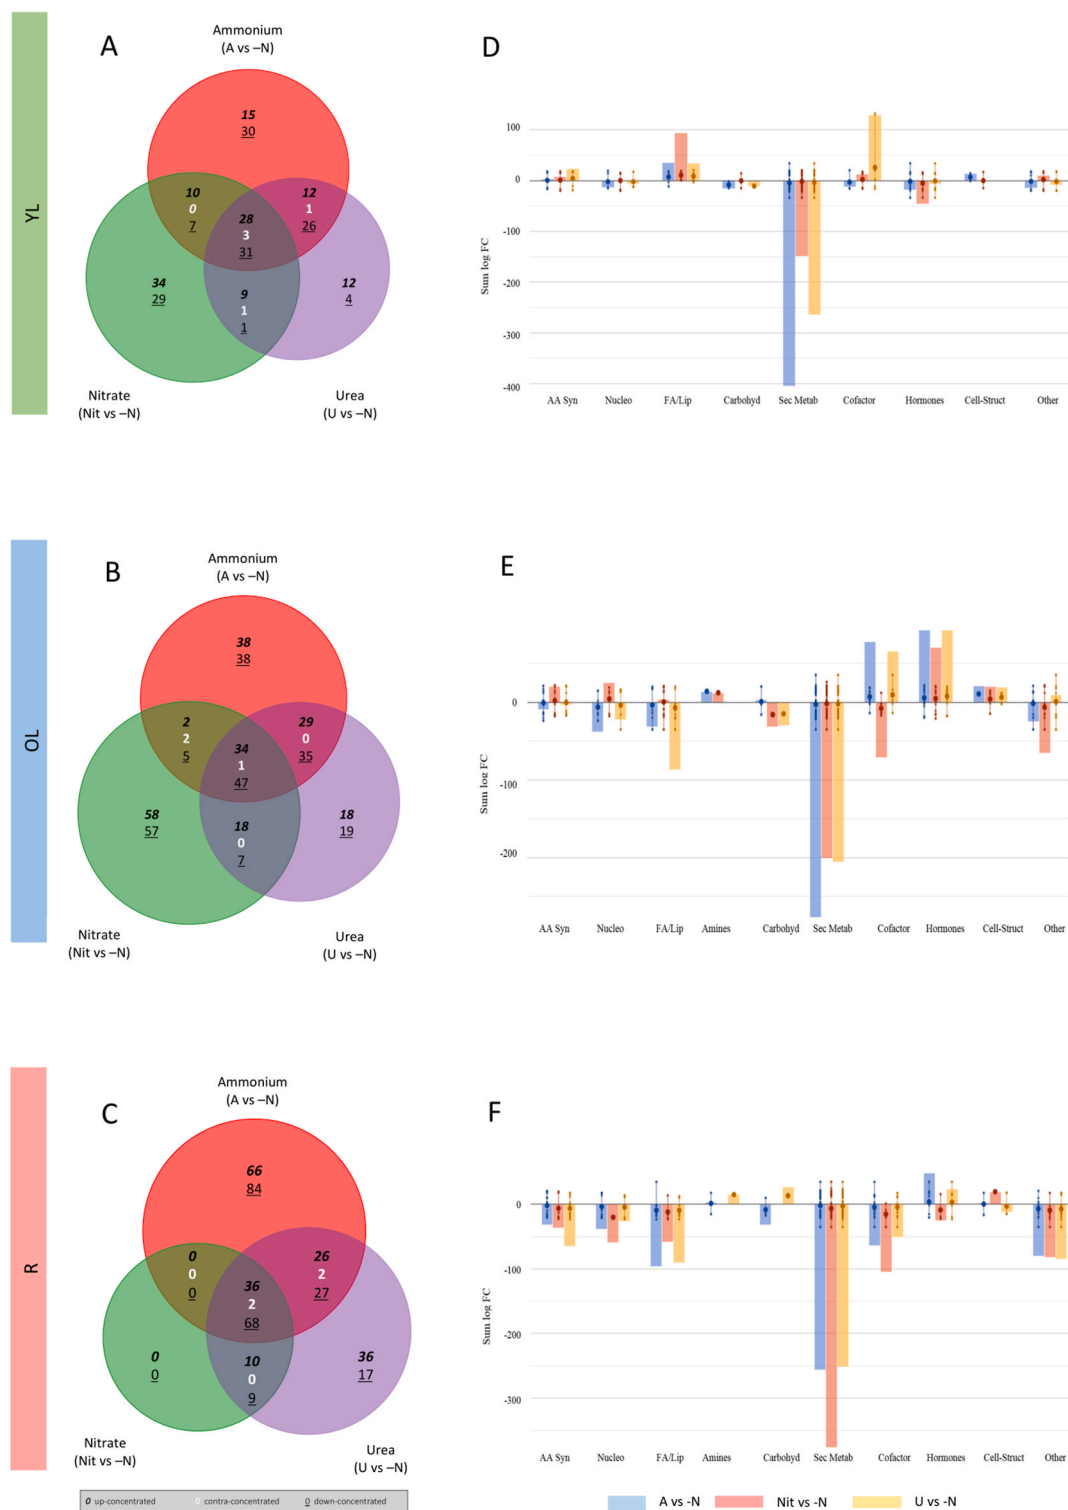 YL
A
Ammonium
(A vs –N)
15
30
10
0
7
12
1
26
28
3
31
34
29
9
1
1
12
4
Nitrate
(Nit vs –N)
Urea
(U vs –N)
D
100
0
-100
-200
-300
-400
Sum log FC
AA Syn Nucleo FA/Lip Carbohyd Sec Metab Cofactor Hormones Cell-Struct Other
OL
B
Ammonium
(A vs –N)
38
38
2
2
5
29
0
35
34
1
47
58
57
18
0
7
18
19
Nitrate
(Nit vs –N)
Urea
(U vs –N)
E
0
-100
-200
Sum log FC
AA Syn Nucleo FA/Lip Amines Carbohyd Sec Metab Cofactor Hormones Cell-Struct Other
R
C
Ammonium
(A vs –N)
66
84
0
0
0
26
2
27
36
2
68
0
0
10
0
9
36
17
Nitrate
(Nit vs –N)
Urea
(U vs –N)
0 up-concentrated 0 contra-concentrated 0 down-concentrated
F
0
-100
-200
-300
Sum log FC
AA Syn Nucleo FA/Lip Amines Carbohyd Sec Metab Cofactor Hormones Cell-Struct Other
A vs -N Nit vs -N U vs -N